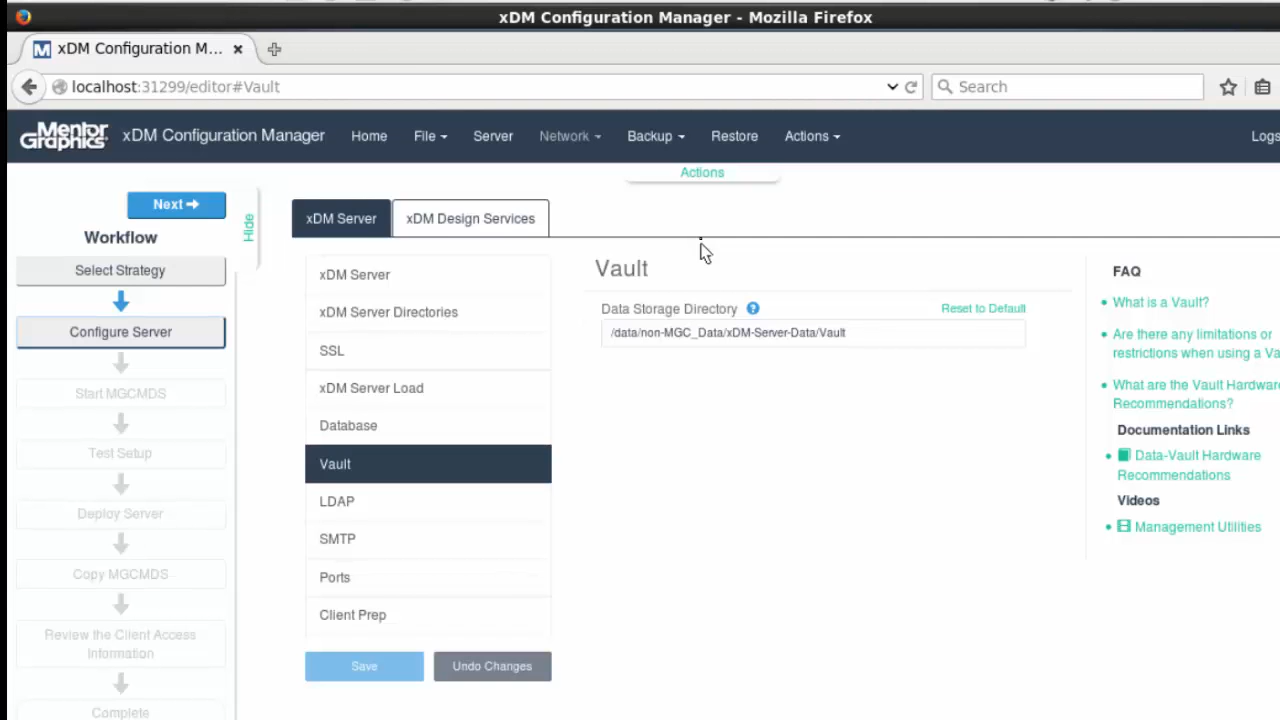 xDM Configuration Manager - Mozilla Firefox
xDM Configuration M...
localhost:31299/editor#Vault
Search
Mentor Graphics
xDM Configuration Manager
Home
File
Server
Network
Backup
Restore
Actions
Logs
Actions
Next
Hide
Workflow
Select Strategy
Configure Server
Start MGCMDS
Test Setup
Deploy Server
Copy MGCMDS
Review the Client Access
Information
Complete
xDM Server
xDM Design Services
xDM Server
xDM Server Directories
SSL
xDM Server Load
Database
Vault
LDAP
SMTP
Ports
Client Prep
Save
Undo Changes
Vault
Data Storage Directory
Reset to Default
/data/non-MGC_Data/xDM-Server-Data/Vault
FAQ
What is a Vault?
Are there any limitations or
restrictions when using a Va
What are the Vault Hardware
Recommendations?
Documentation Links
Data-Vault Hardware
Recommendations
Videos
Management Utilities